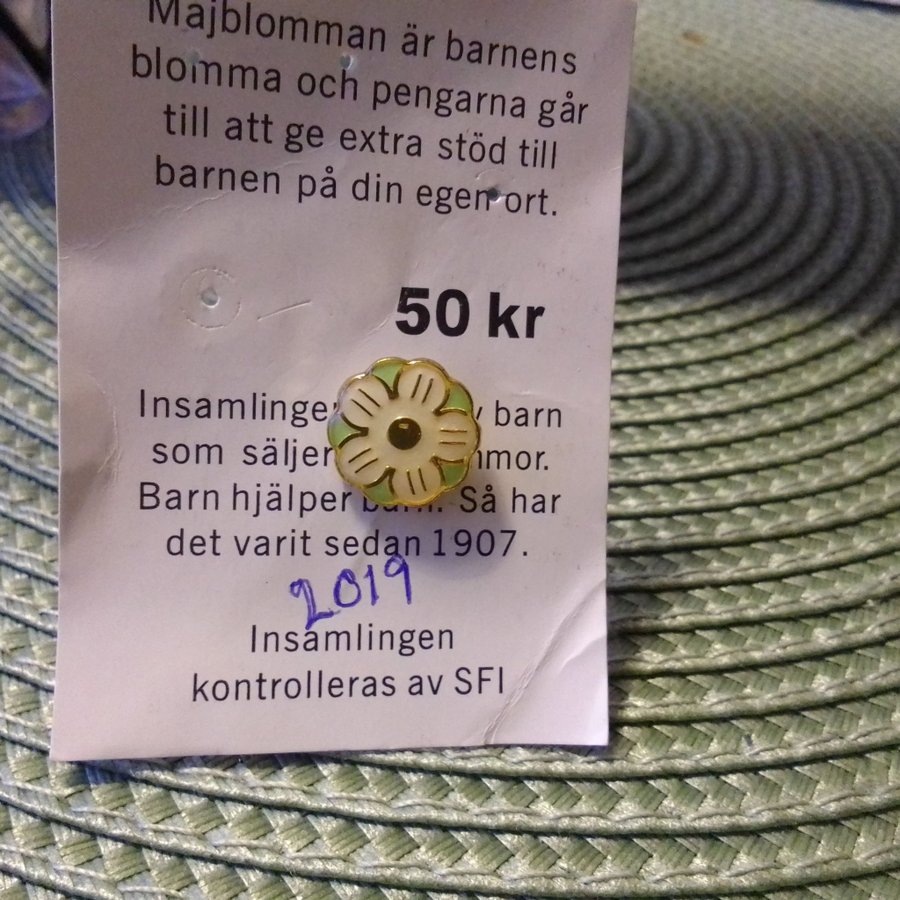 Majblomman är barnens
blomma och pengarna går
till att ge extra stöd till
barnen på din egen ort.
50 kr
barn
som säljer
Barn hjälper Så har
det varit sedan 1907.
2019
Insamlingen
kontrolleras av SFI